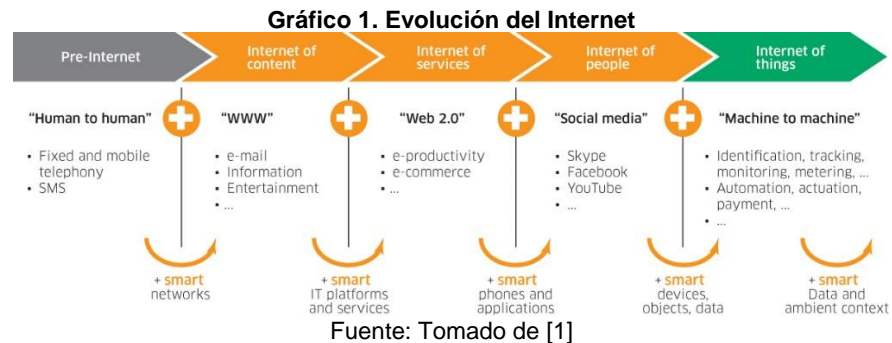 Gráfico 1. Evolución del Internet
Pre-Internet
Internet of
content
Internet of
services
Internet of
people
Internet of
things
"Human to human"
• Fixed and mobile
telephony
• SMS
"WWW"
• e-mail
• Information
• Entertainment
• ...
"Web 2.0"
• e-productivity
• e-commerce
• ...
"Social media"
• Skype
• Facebook
• YouTube
• ...
"Machine to machine"
• Identification, tracking,
monitoring, metering, ...
• Automation, actuation,
payment, ...
• ...
+ smart
networks
+ smart
IT platforms
and services
+ smart
phones and
applications
+ smart
devices,
objects, data
+ smart
Data and
ambient context
Fuente: Tomado de [1]